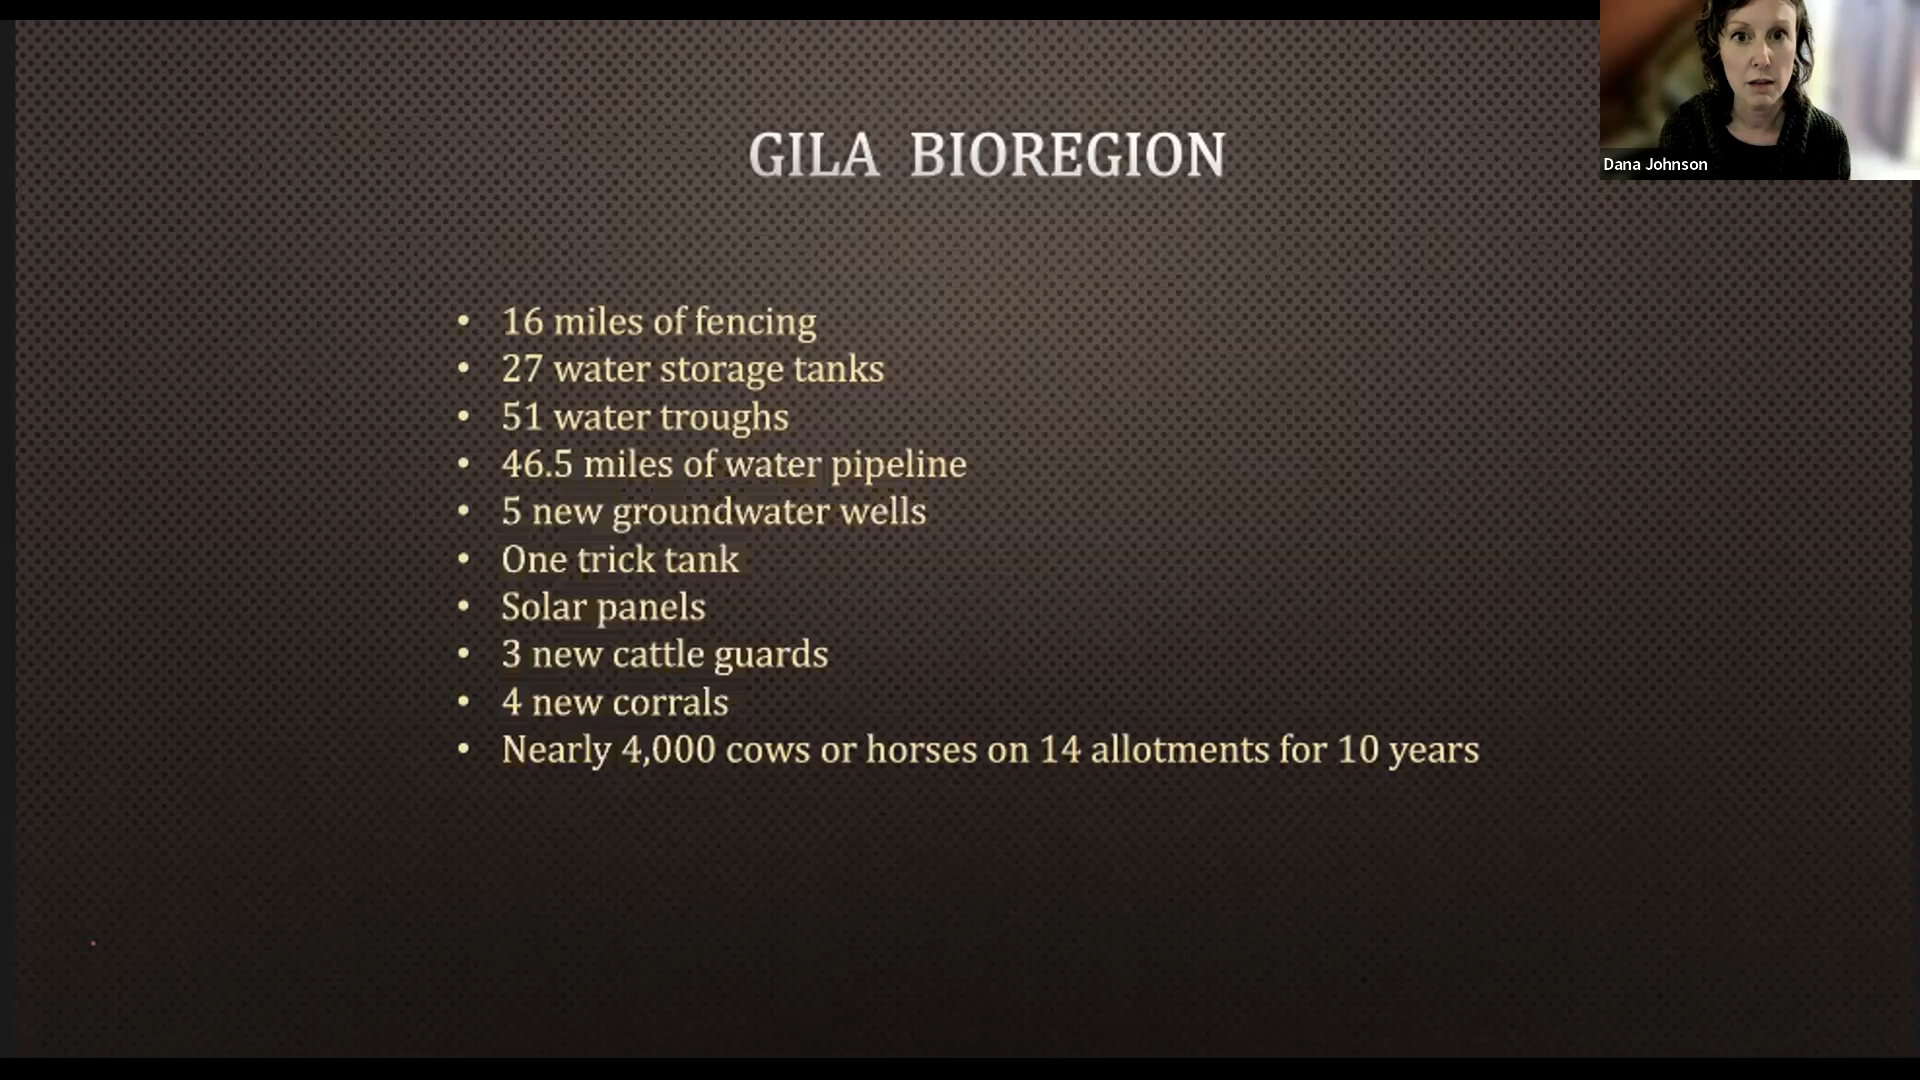 GILA BIOREGION
Dana Johnson
• 16 miles of fencing
• 27 water storage tanks
• 51 water troughs
• 46.5 miles of water pipeline
• 5 new groundwater wells
• One trick tank
• Solar panels
• 3 new cattle guards
• 4 new corrals
• Nearly 4,000 cows or horses on 14 allotments for 10 years